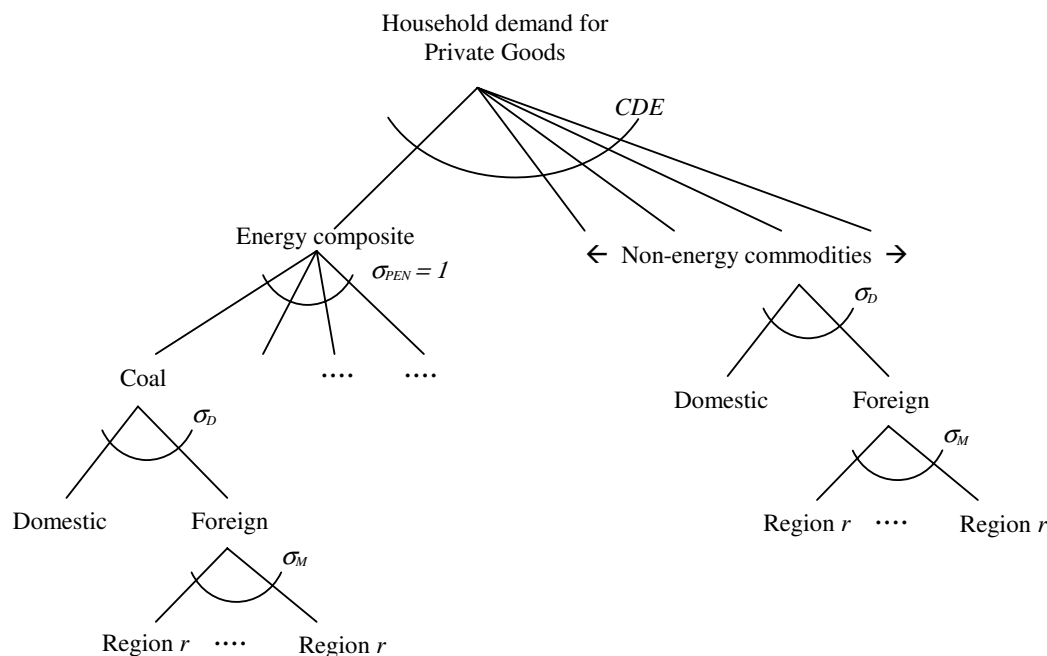 Household demand for
Private Goods
CDE
Energy composite
σPEN = 1
← Non-energy commodities →
σD
Coal
....
....
Domestic
Foreign
σD
σM
Domestic
Foreign
Region r
....
Region r
σM
Region r
....
Region r